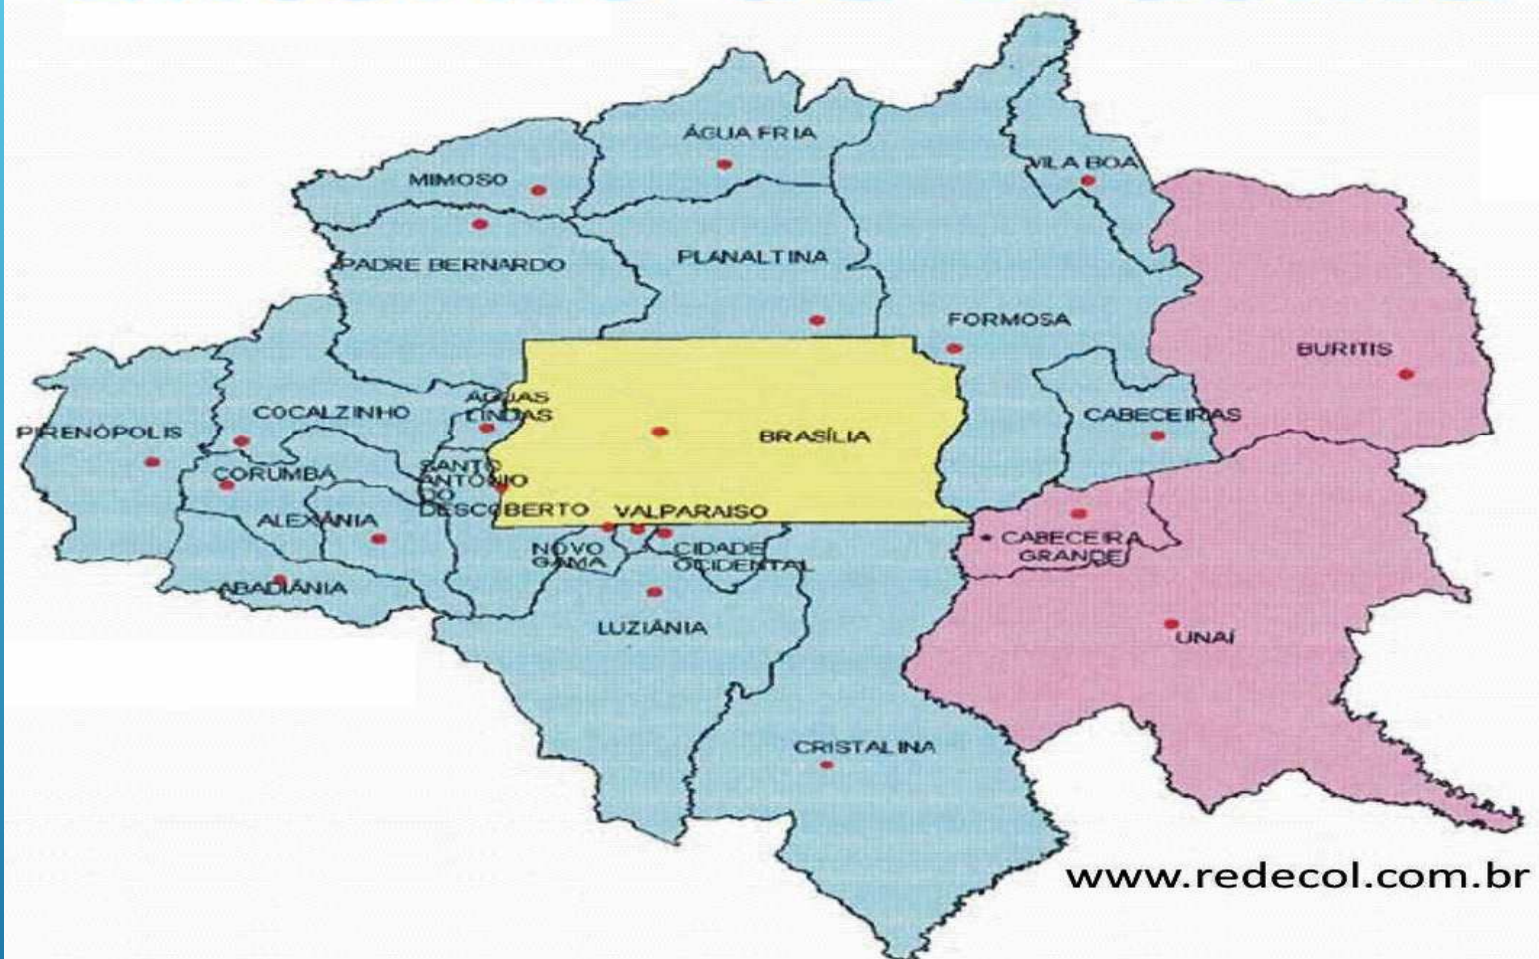 ÁGUA FRIA
VILA BOA
MIMOSO
PADRE BERNARDO
PLANALTINA
FORMOSA
BURITIS
ÁGUAS
LINDAS
COCALZINHO
CABECEIRAS
PIRENÓPOLIS
BRASÍLIA
CORUMBÁ
SANTO
ANTÔNIO
DO
DESCOBERTO
VALPARAISO
ALEXÂNIA
NOVO
GAMA
CIDADE
OCIDENTAL
CABECEIRA
GRANDE
ABADIÂNIA
LUZIÂNIA
UNAÍ
CRISTALINA
www.redecol.com.br